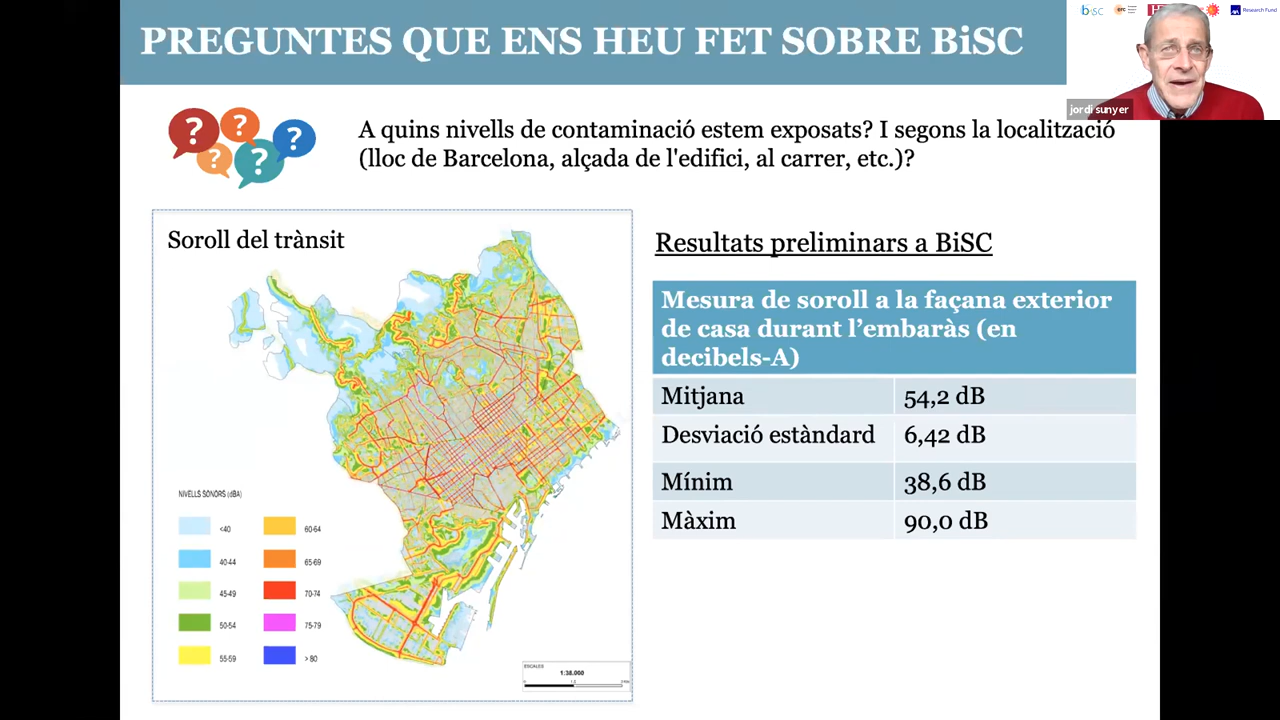 PREGUNTES QUE ENS HEU FET SOBRE BiSC
bisc
erc
Research Fund
jordi sunyer
? ? ? ? ?
A quins nivells de contaminació estem exposats? I segons la localització
(lloc de Barcelona, alçada de l'edifici, al carrer, etc.)?
Soroll del trànsit
NIVELLS SONORS (dBA)
<40 60-64
40-44 65-69
45-49 70-74
50-54 75-79
55-59 > 80
ESCALES
1:38.000
Resultats preliminars a BiSC
Mesura de soroll a la façana exterior
de casa durant l’embaràs (en
decibels-A)
Mitjana 54,2 dB
Desviació estàndard 6,42 dB
Mínim 38,6 dB
Màxim 90,0 dB